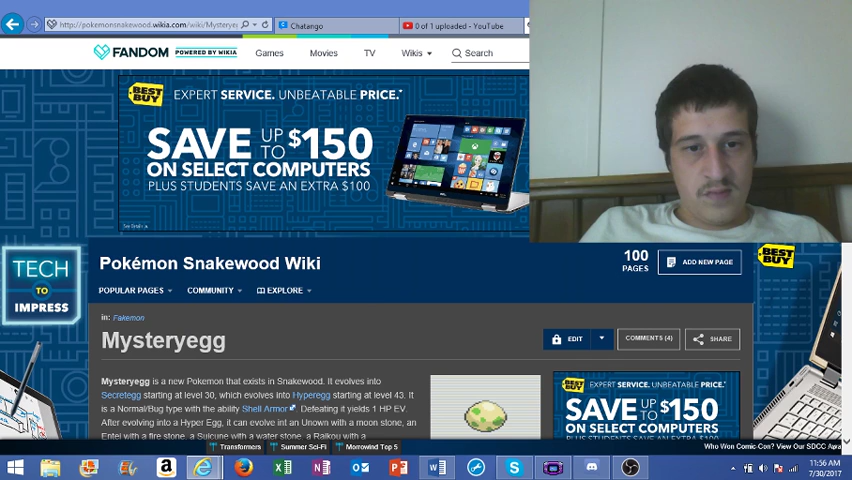 http://pokemonsnakewood.wikia.com/wiki/Mysteryeg
Chatango
0 of 1 uploaded - YouTube
FANDOM POWERED BY WIKIA
Games
Movies
TV
Wikis
Search
BEST BUY
EXPERT SERVICE. UNBEATABLE PRICE.*
SAVE UP TO $150
ON SELECT COMPUTERS
PLUS STUDENTS SAVE AN EXTRA $100
See Details
TECH
TO
IMPRESS
Pokémon Snakewood Wiki
100
PAGES
ADD NEW PAGE
BEST BUY
POPULAR PAGES
COMMUNITY
EXPLORE
in: Fakemon
Mysteryegg
EDIT
COMMENTS (4)
SHARE
Mysteryegg is a new Pokemon that exists in Snakewood. It evolves into
Secretegg starting at level 30, which evolves into Hyperegg starting at level 43. It
is a Normal/Bug type with the ability Shell Armor. Defeating it yields 1 HP EV.
After evolving into a Hyper Egg, it can evolve int an Unown with a moon stone, an
Entei with a fire stone, a Suicune with a water stone, a Raikou with a
BEST BUY
EXPERT SERVICE. UNBEATABLE PRICE.*
SAVE UP TO $150
ON SELECT COMPUTERS
Transformers
Summer Sci-Fi
Morrowind Top 5
Who Won Comic-Con? View Our SDCC Awards
11:56 AM
7/30/2017